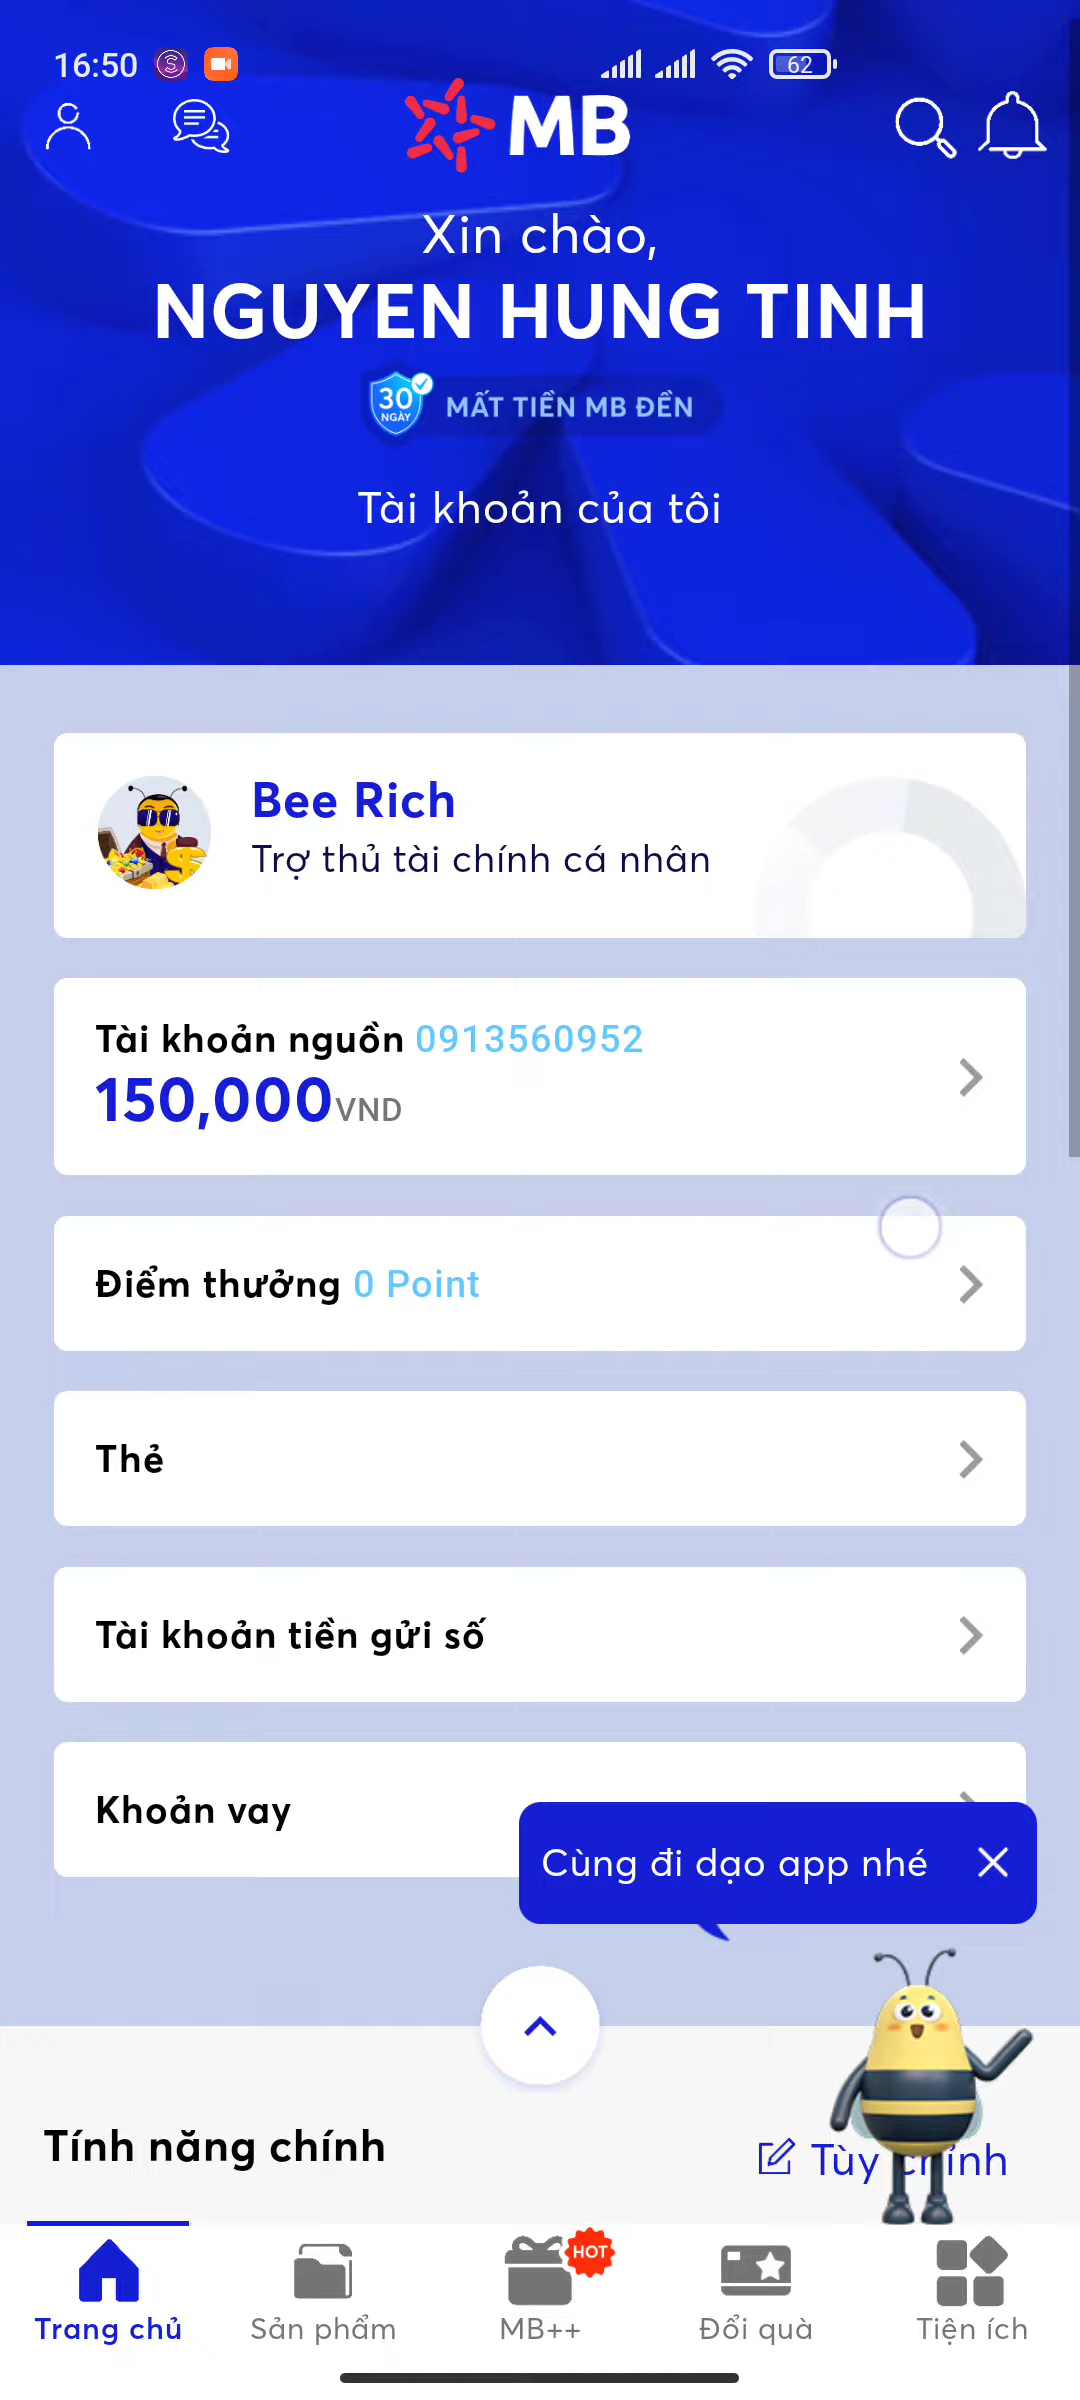 16:50
62
MB
Xin chào,
NGUYEN HUNG TINH
30 NGÀY
MẤT TIỀN MB ĐỀN
Tài khoản của tôi
Bee Rich
Trợ thủ tài chính cá nhân
Tài khoản nguồn 0913560952
150,000 VND
Điểm thưởng 0 Point
Thẻ
Tài khoản tiền gửi số
Khoản vay
Cùng đi dạo app nhé
Tính năng chính
Tùy chỉnh
HOT
Trang chủ
Sản phẩm
MB++
Đổi quà
Tiện ích